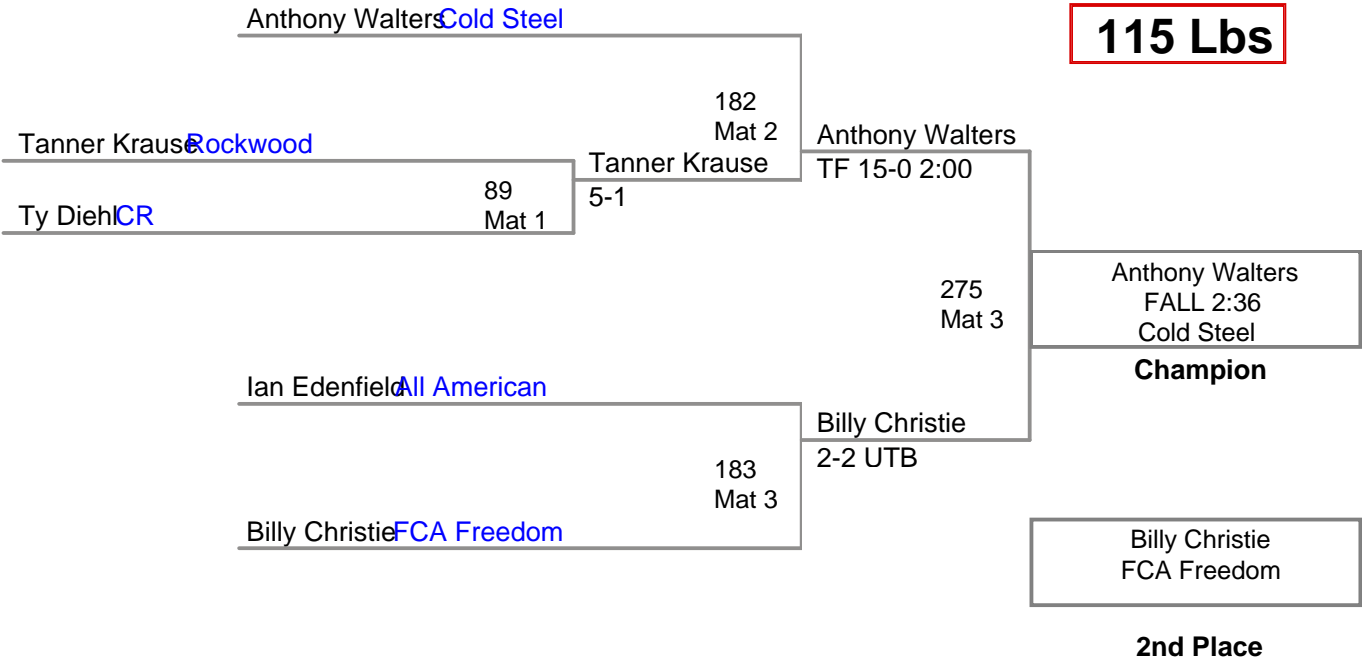 Anthony Walters Cold Steel
115 Lbs
182
Mat 2
Tanner Krause Rockwood
Anthony Walters
Tanner Krause
TF 15-0 2:00
89
5-1
Ty Diehl CR
Mat 1
275
Mat 3
Anthony Walters
FALL 2:36
Cold Steel
Champion
Ian Edenfield All American
Billy Christie
2-2 UTB
183
Mat 3
Billy Christie FCA Freedom
Billy Christie
FCA Freedom
2nd Place